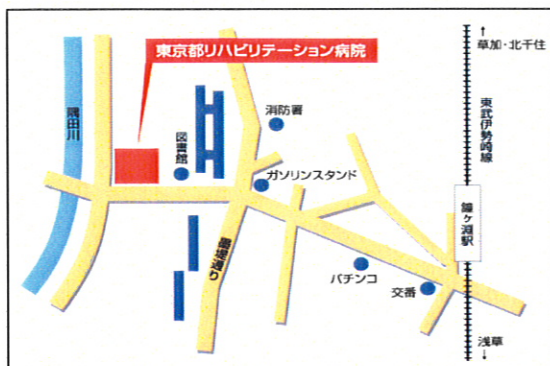 ↑
草加・北千住
東京都リハビリテーション病院
東武伊勢崎線
隅田川
消防署
図書館
ガソリンスタンド
鐘ヶ淵駅
墨堤通り
パチンコ
交番
浅草
↓